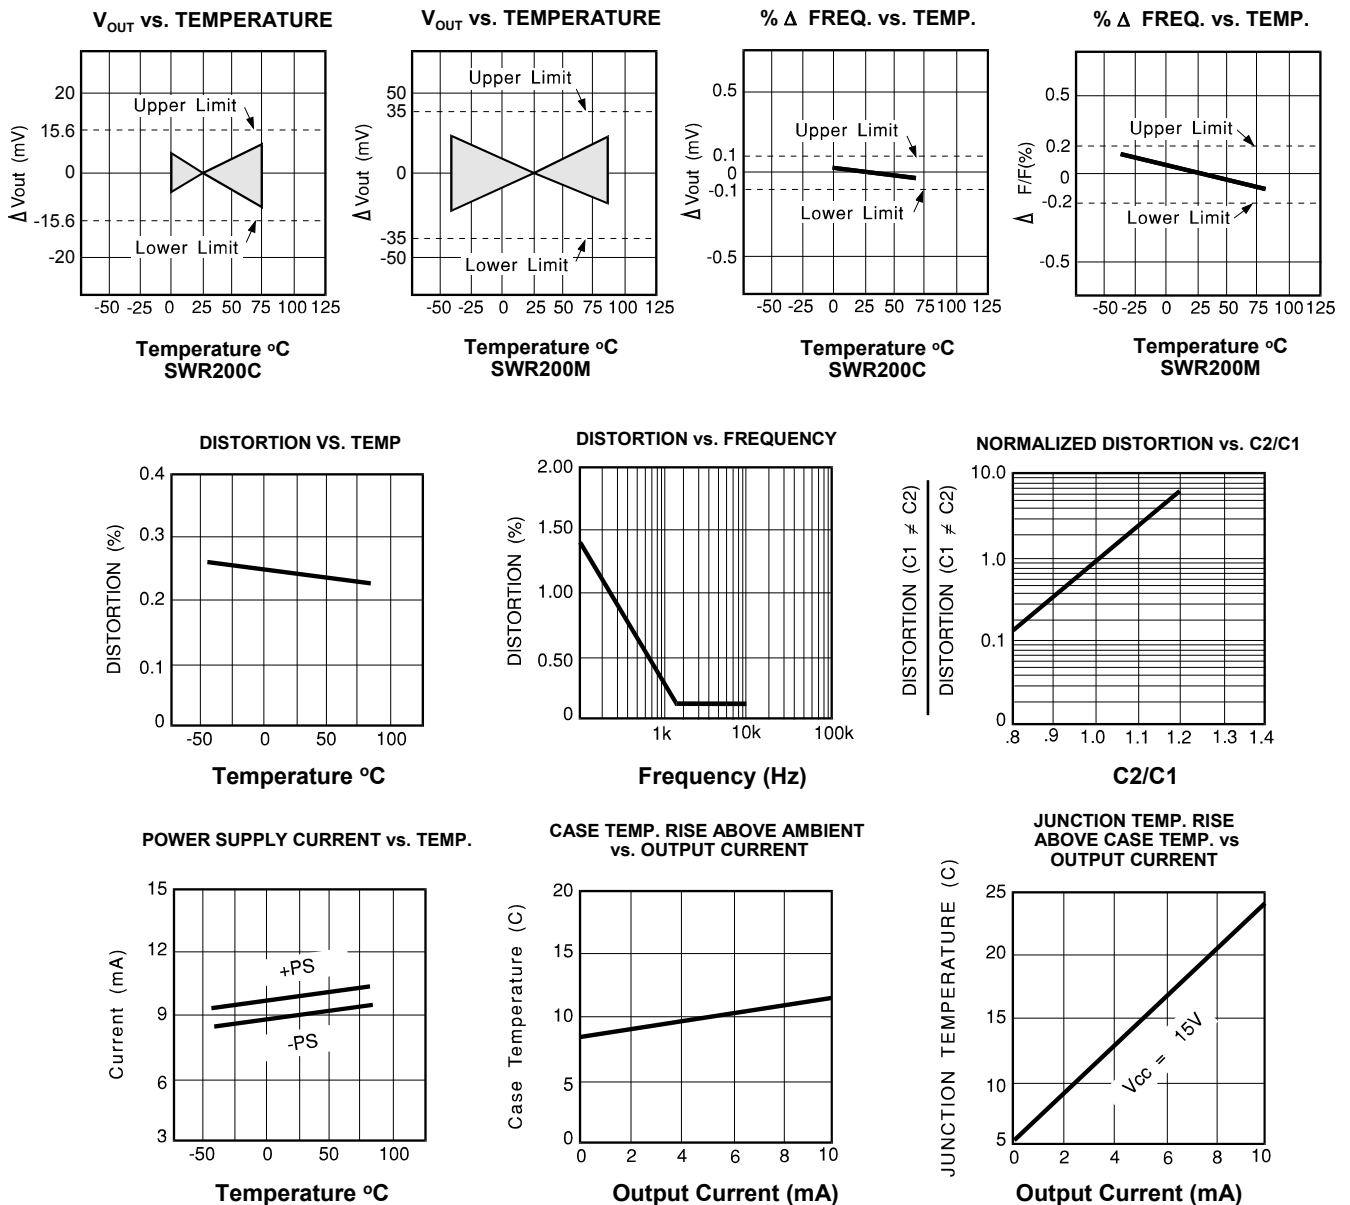 V_OUT vs. TEMPERATURE
20
15.6
0
-15.6
-20
Δ Vout (mV)
Upper Limit
Lower Limit
-50 -25 0 25 50 75 100 125
Temperature °C
SWR200C
V_OUT vs. TEMPERATURE
50
35
0
-35
-50
Δ Vout (mV)
Upper Limit
Lower Limit
-50 -25 0 25 50 75 100 125
Temperature °C
SWR200M
% Δ FREQ. vs. TEMP.
0.5
0.1
0
-0.1
-0.5
Δ Vout (mV)
Upper Limit
Lower Limit
-50 -25 0 25 50 75 100 125
Temperature °C
SWR200C
% Δ FREQ. vs. TEMP.
0.5
0.2
0
-0.2
-0.5
Δ F/F(%)
Upper Limit
Lower Limit
-50 -25 0 25 50 75 100 125
Temperature °C
SWR200M
DISTORTION VS. TEMP
0.4
0.3
0.2
0.1
0
DISTORTION (%)
-50 0 50 100
Temperature °C
DISTORTION vs. FREQUENCY
2.00
1.50
1.00
0.50
0
DISTORTION (%)
1k 10k 100k
Frequency (Hz)
NORMALIZED DISTORTION vs. C2/C1
10.0
1.0
0.1
0
DISTORTION (C1 ≠ C2)
DISTORTION (C1 ≠ C2)
.8 .9 1.0 1.1 1.2 1.3 1.4
C2/C1
POWER SUPPLY CURRENT vs. TEMP.
15
12
9
6
3
Current (mA)
+PS
-PS
-50 0 50 100
Temperature °C
CASE TEMP. RISE ABOVE AMBIENT
vs. OUTPUT CURRENT
20
15
10
5
0
Case Temperature (C)
0 2 4 6 8 10
Output Current (mA)
JUNCTION TEMP. RISE
ABOVE CASE TEMP. vs
OUTPUT CURRENT
25
20
15
10
5
JUNCTION TEMPERATURE (C)
Vcc = 15V
0 2 4 6 8 10
Output Current (mA)